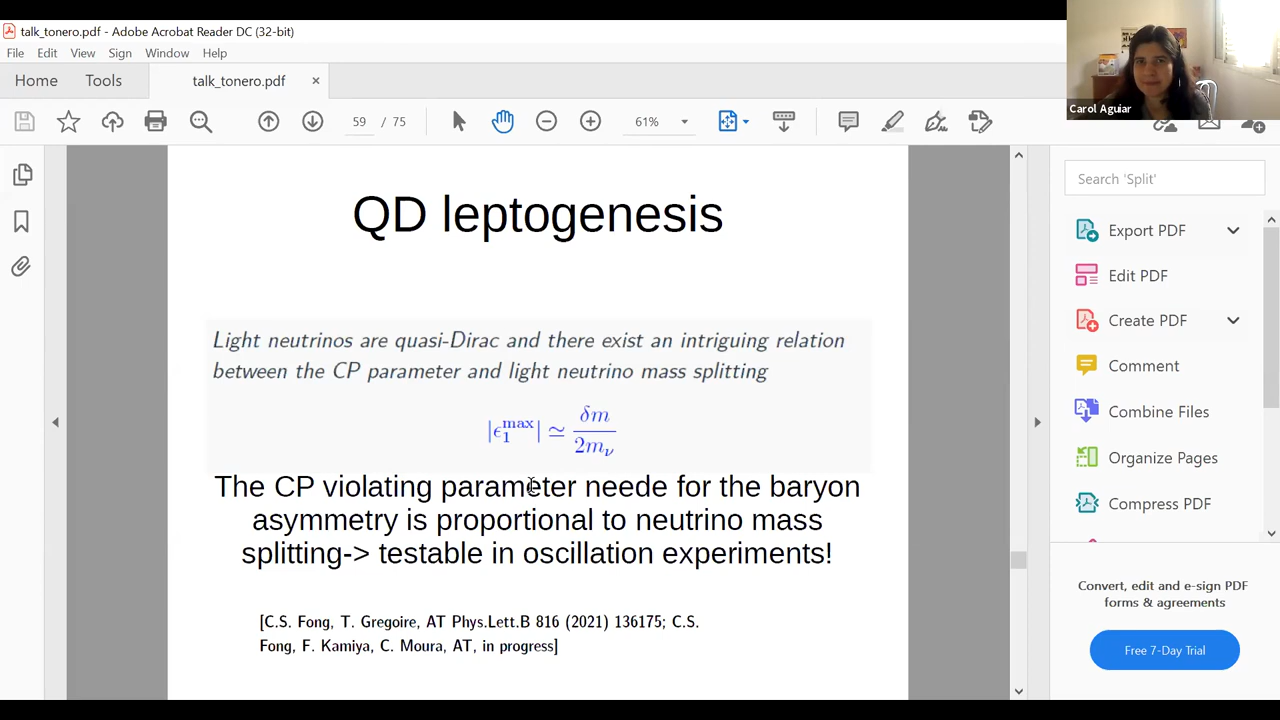 talk_tonero.pdf - Adobe Acrobat Reader DC (32-bit)
File Edit View Sign Window Help
Home Tools talk_tonero.pdf ×
59 / 75 61%
Carol Aguiar
QD leptogenesis
Light neutrinos are quasi-Dirac and there exist an intriguing relation
between the CP parameter and light neutrino mass splitting
|ϵ₁^max| ≃ δm / 2mᵥ
The CP violating parameter neede for the baryon
asymmetry is proportional to neutrino mass
splitting-> testable in oscillation experiments!
[C.S. Fong, T. Gregoire, AT Phys.Lett.B 816 (2021) 136175; C.S.
Fong, F. Kamiya, C. Moura, AT, in progress]
Search 'Split'
Export PDF
Edit PDF
Create PDF
Comment
Combine Files
Organize Pages
Compress PDF
Convert, edit and e-sign PDF
forms & agreements
Free 7-Day Trial